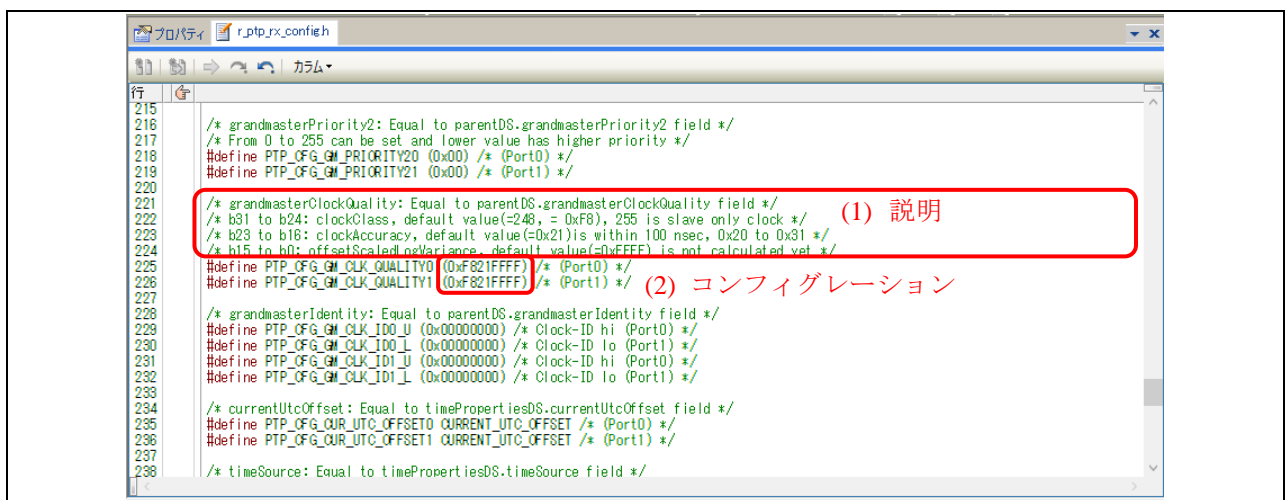 プロパティ r_ptp_rx_config.h
カラム
行
215
216 /* grandmasterPriority2: Equal to parentDS.grandmasterPriority2 field */
217 /* From 0 to 255 can be set and lower value has higher priority */
218 #define PTP_CFG_GM_PRIORITY20 (0x00) /* (Port0) */
219 #define PTP_CFG_GM_PRIORITY21 (0x00) /* (Port1) */
220
221 /* grandmasterClockQuality: Equal to parentDS.grandmasterClockQuality field */
222 /* b31 to b24: clockClass, default value(=248, = 0xF8), 255 is slave only clock */
(1) 説明
223 /* b23 to b16: clockAccuracy, default value(=0x21)is within 100 nsec, 0x20 to 0x31 */
224 /* b15 to b0: offsetScaledLogVariance, default value(=0xFFFF) is not calculated yet */
225 #define PTP_CFG_GM_CLK_QUALITY0 (0xF821FFFF) /* (Port0) */
226 #define PTP_CFG_GM_CLK_QUALITY1 (0xF821FFFF) /* (Port1) */
(2) コンフィグレーション
227
228 /* grandmasterIdentity: Equal to parentDS.grandmasterIdentity field */
229 #define PTP_CFG_GM_CLK_ID0_U (0x00000000) /* Clock-ID hi (Port0) */
230 #define PTP_CFG_GM_CLK_ID0_L (0x00000000) /* Clock-ID lo (Port1) */
231 #define PTP_CFG_GM_CLK_ID1_U (0x00000000) /* Clock-ID hi (Port0) */
232 #define PTP_CFG_GM_CLK_ID1_L (0x00000000) /* Clock-ID lo (Port1) */
233
234 /* currentUtcOffset: Equal to timePropertiesDS.currentUtcOffset field */
235 #define PTP_CFG_CUR_UTC_OFFSET0 CURRENT_UTC_OFFSET /* (Port0) */
236 #define PTP_CFG_CUR_UTC_OFFSET1 CURRENT_UTC_OFFSET /* (Port1) */
237
238 /* timeSource: Equal to timePropertiesDS.timeSource field */